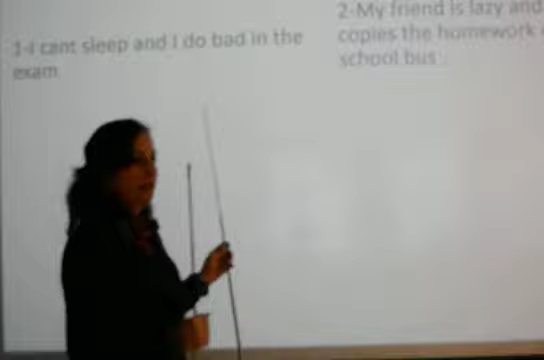 1-I cant sleep and I do bad in the
exam
2-My friend is lazy and
copies the homework
school bus .